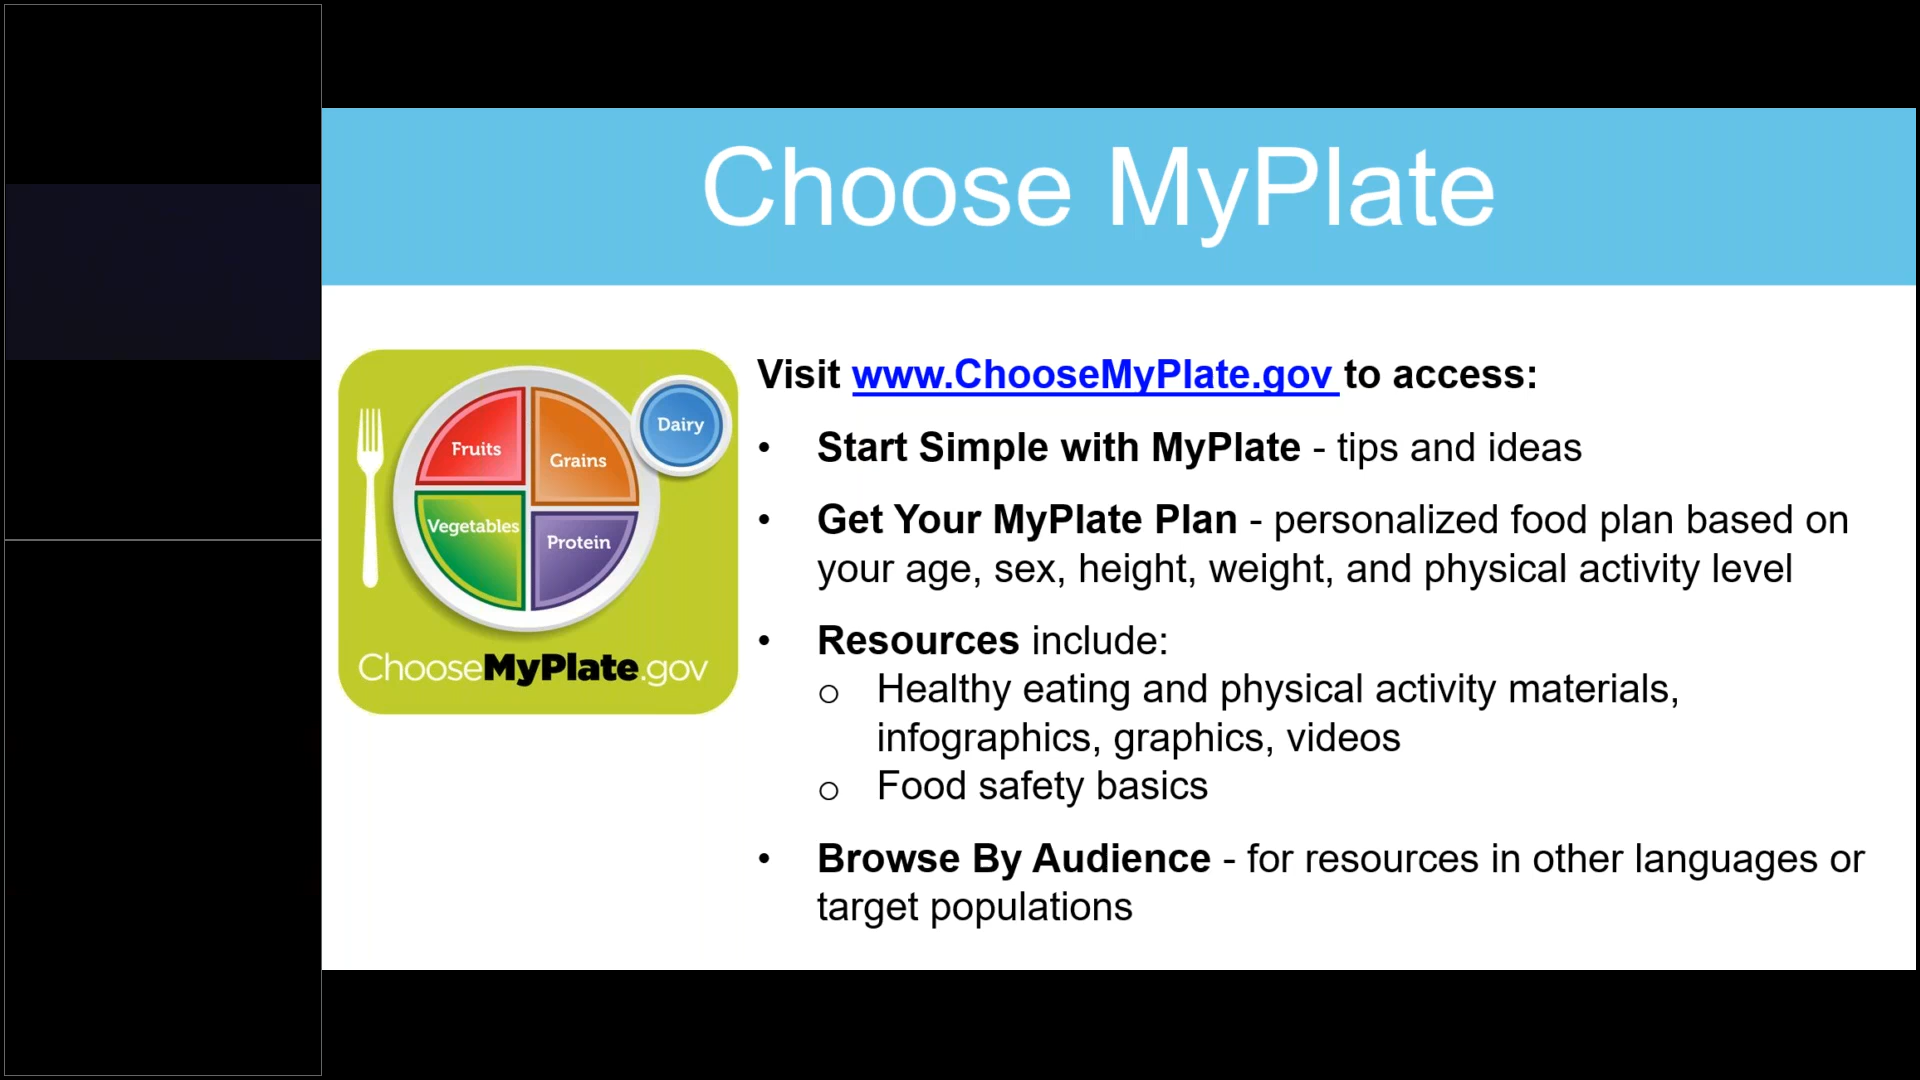 Choose MyPlate
Fruits
Grains
Dairy
Vegetables
Protein
ChooseMyPlate.gov
Visit www.ChooseMyPlate.gov to access:
• Start Simple with MyPlate - tips and ideas
• Get Your MyPlate Plan - personalized food plan based on
your age, sex, height, weight, and physical activity level
• Resources include:
o Healthy eating and physical activity materials,
infographics, graphics, videos
o Food safety basics
• Browse By Audience - for resources in other languages or
target populations